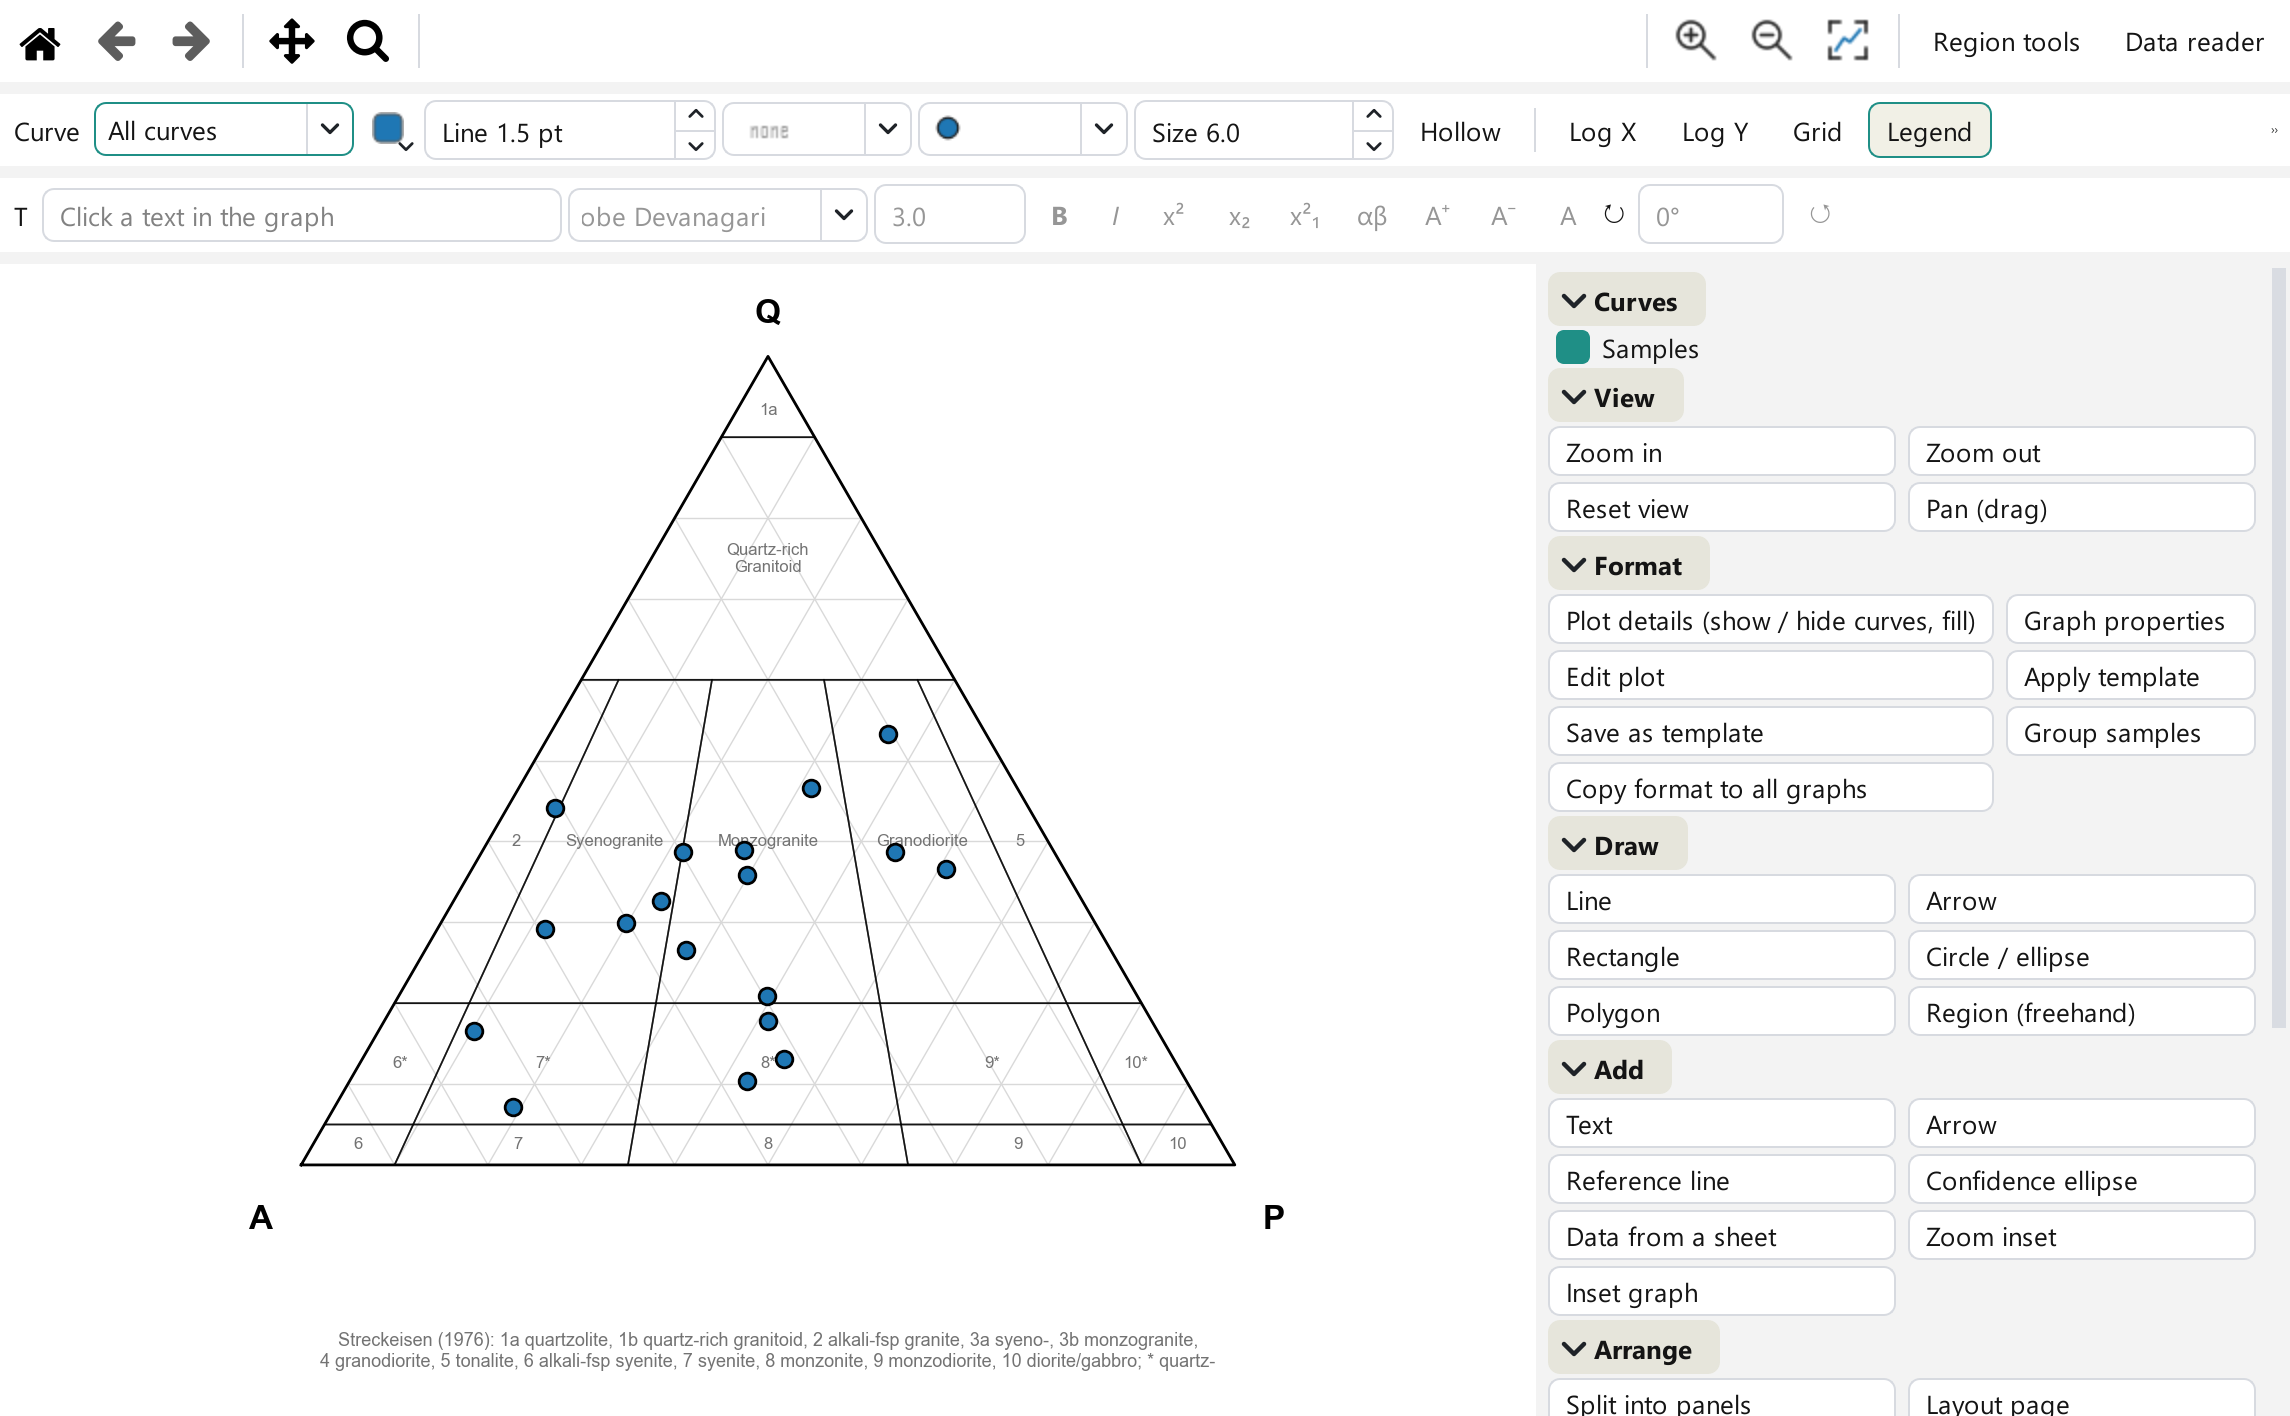 Region tools
Data reader
Curve
All curves
Line 1.5 pt
none
Size 6.0
Hollow
Log X
Log Y
Grid
Legend
»
T
Click a text in the graph
obe Devanagari
3.0
B
I
x²
x₂
x²₁
αβ
A⁺
A⁻
A
0°
Q
1a
Quartz-rich
Granitoid
2
Syenogranite
Monzogranite
Granodiorite
5
6*
7*
8*
9*
10*
6
7
8
9
10
A
P
Streckeisen (1976): 1a quartzolite, 1b quartz-rich granitoid, 2 alkali-fsp granite, 3a syeno-, 3b monzogranite,
4 granodiorite, 5 tonalite, 6 alkali-fsp syenite, 7 syenite, 8 monzonite, 9 monzodiorite, 10 diorite/gabbro; * quartz-
Curves
Samples
View
Zoom in
Zoom out
Reset view
Pan (drag)
Format
Plot details (show / hide curves, fill)
Graph properties
Edit plot
Apply template
Save as template
Group samples
Copy format to all graphs
Draw
Line
Arrow
Rectangle
Circle / ellipse
Polygon
Region (freehand)
Add
Text
Arrow
Reference line
Confidence ellipse
Data from a sheet
Zoom inset
Inset graph
Arrange
Split into panels
Layout page